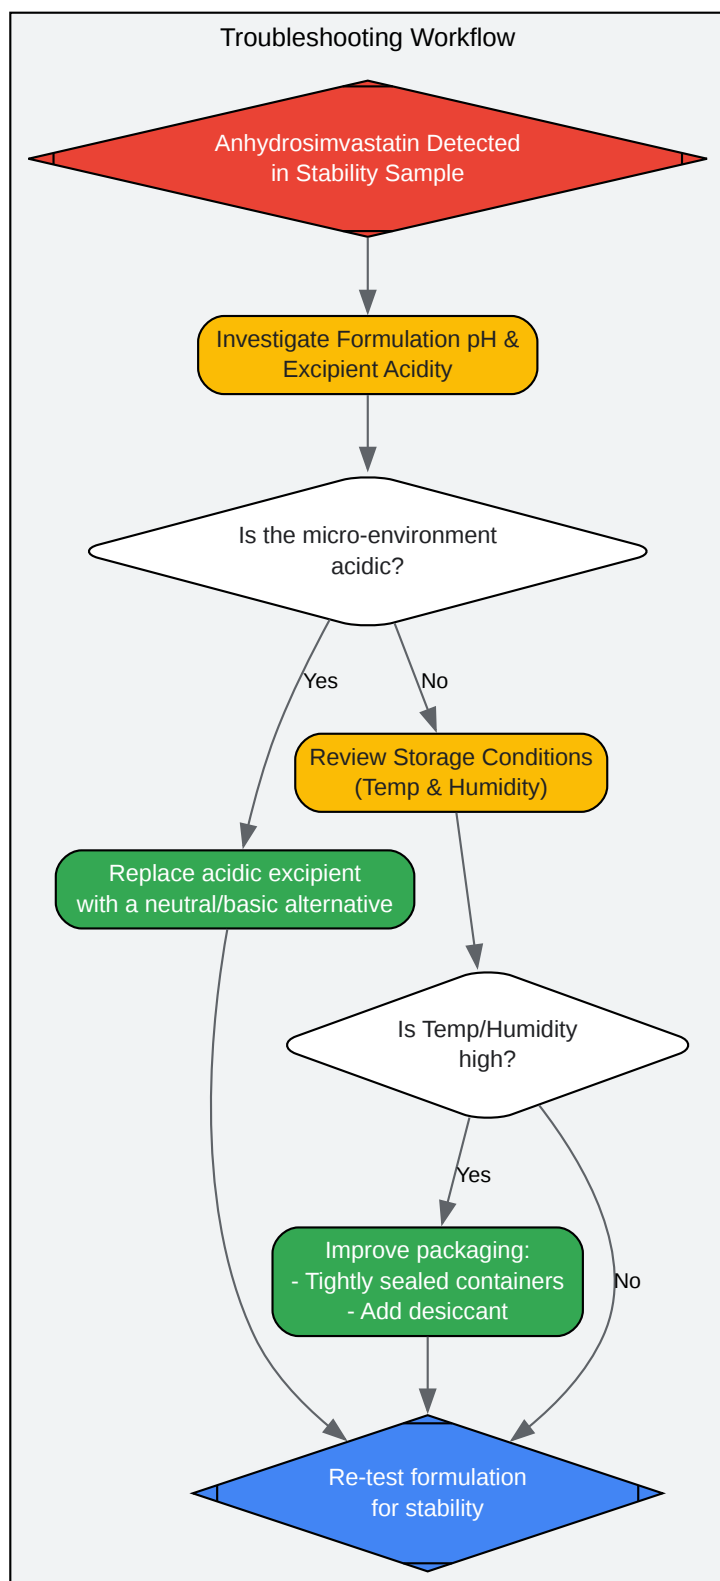 Troubleshooting Workflow
Anhydrosimvastatin Detected
in Stability Sample
Investigate Formulation pH &
Excipient Acidity
Is the micro-environment
acidic?
Yes
No
Review Storage Conditions
(Temp & Humidity)
Replace acidic excipient
with a neutral/basic alternative
Is Temp/Humidity
high?
Yes
Improve packaging:
- Tightly sealed containers
- Add desiccant
No
Re-test formulation
for stability